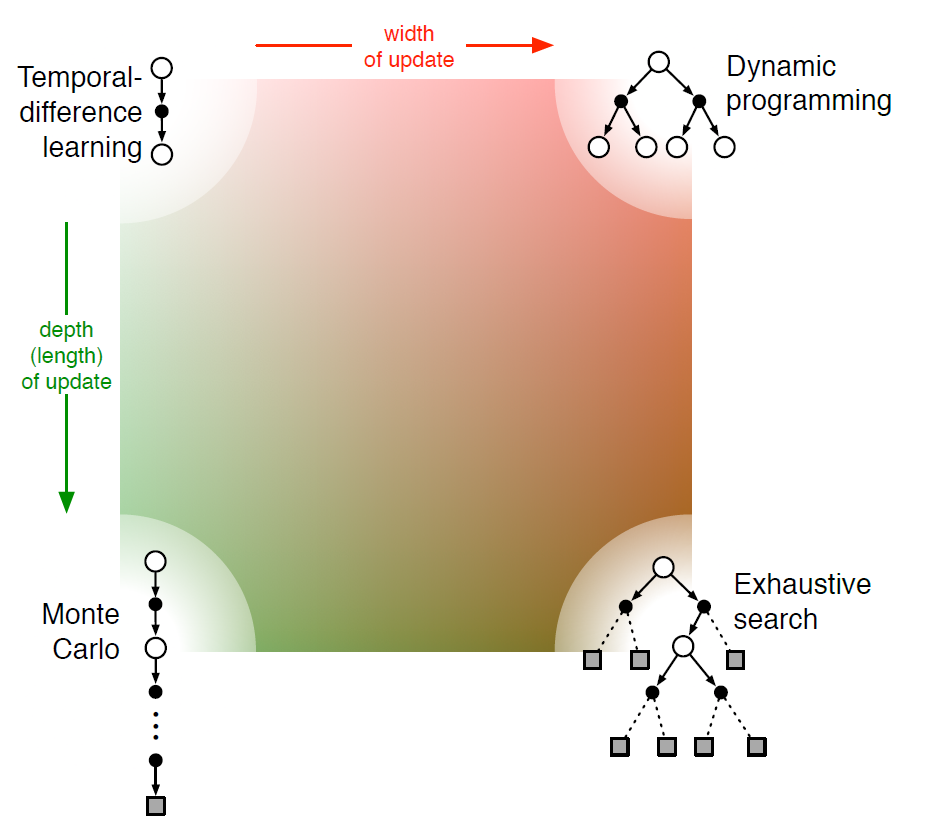 width
of update
Temporal-
difference
learning
Dynamic
programming
depth
(length)
of update
Monte
Carlo
Exhaustive
search